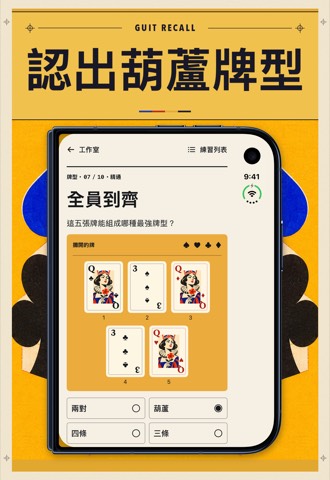 GUIT RECALL
認出葫蘆牌型
← 工作室
練習列表
9:41
牌型・07 / 10・精通
全員到齊
這五張牌能組成哪種最強牌型？
攤開的牌
Q
3
Q
1
2
3
3
Q
4
5
兩對
葫蘆
四條
三條